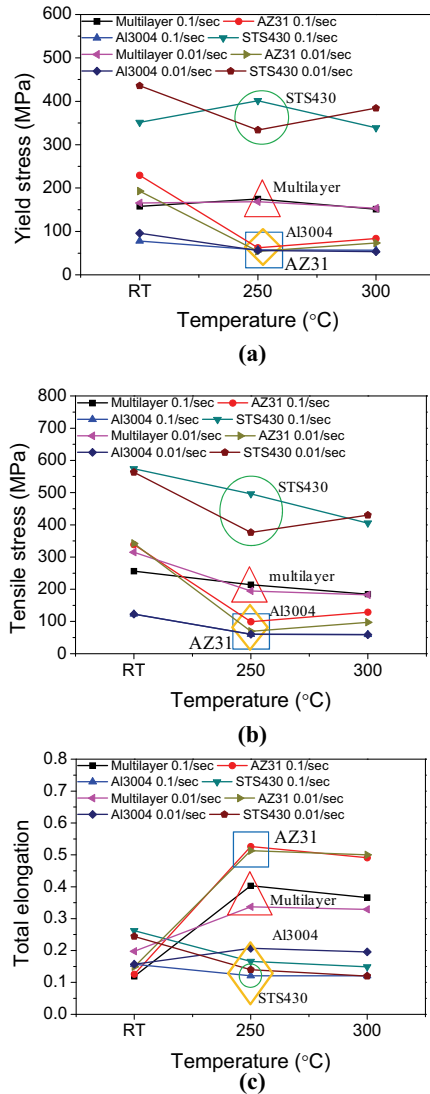 Multilayer 0.1/sec AZ31 0.1/sec
Al3004 0.1/sec STS430 0.1/sec
Multilayer 0.01/sec AZ31 0.01/sec
Al3004 0.01/sec STS430 0.01/sec
600
500
400
300
200
100
0
Yield stress (MPa)
STS430
Multilayer
Al3004
AZ31
RT 250 300
Temperature (°C)
(a)
Multilayer 0.1/sec AZ31 0.1/sec
Al3004 0.1/sec STS430 0.1/sec
Multilayer 0.01/sec AZ31 0.01/sec
Al3004 0.01/sec STS430 0.01/sec
800
700
600
500
400
300
200
100
0
Tensile stress (MPa)
STS430
multilayer
Al3004
AZ31
RT 250 300
Temperature (°C)
(b)
Multilayer 0.1/sec AZ31 0.1/sec
Al3004 0.1/sec STS430 0.1/sec
Multilayer 0.01/sec AZ31 0.01/sec
Al3004 0.01/sec STS430 0.01/sec
0.8
0.7
0.6
0.5
0.4
0.3
0.2
0.1
0.0
Total elongation
AZ31
Multilayer
Al3004
STS430
RT 250 300
Temperature (°C)
(c)